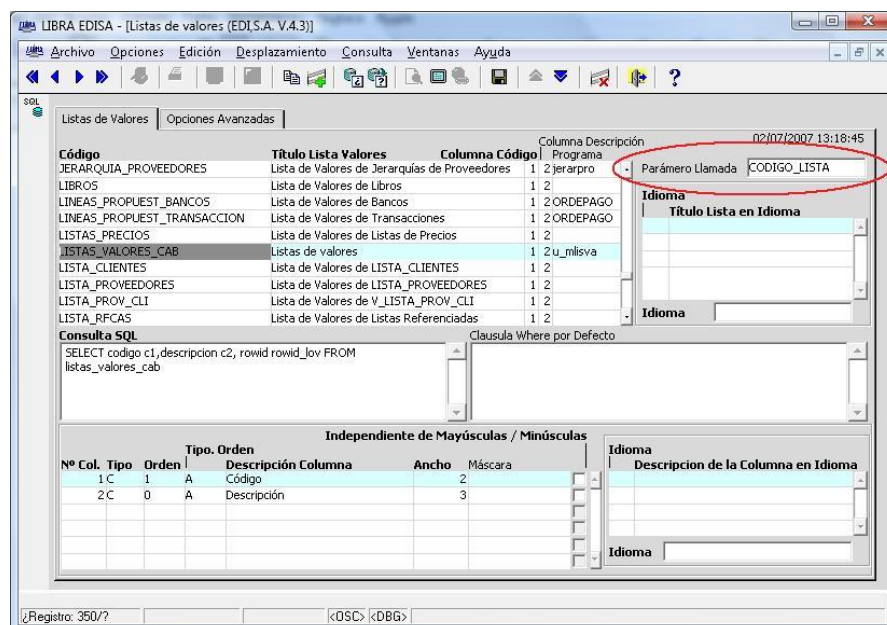 LIBRA EDISA - [Listas de valores (EDI,S.A. V.4.3)]
Archivo Opciones Edición Desplazamiento Consulta Ventanas Ayuda
SQL
Listas de Valores Opciones Avanzadas
02/07/2007 13:18:45
Columna Descripción
Código Título Lista Valores Columna Código Programa
JERARQUIA_PROVEEDORES Lista de Valores de Jerarquías de Proveedores 1 2 jerarpro
LIBROS Lista de Valores de Libros 1 2
LINEAS_PROPUEST_BANCOS Lista de Valores de Bancos 1 2 ORDEPAGO
LINEAS_PROPUEST_TRANSACCION Lista de Valores de Transacciones 1 2 ORDEPAGO
LISTAS_PRECIOS Lista de Valores de Listas de Precios 1 2
LISTAS_VALORES_CAB Listas de valores 1 2 u_mlisva
LISTA_CLIENTES Lista de Valores de LISTA_CLIENTES 1 2
LISTA_PROVEEDORES Lista de Valores de LISTA_PROVEEDORES 1 2
LISTA_PROV_CLI Lista de Valores de V_LISTA_PROV_CLI 1 2
LISTA_RFCAS Lista de Valores de Listas Referenciadas 1 2
Parámero Llamada CODIGO_LISTA
Idioma
Título Lista en Idioma
Idioma
Consulta SQL Clausula Where por Defecto
SELECT codigo c1,descripcion c2, rowid rowid_lov FROM
listas_valores_cab
Independiente de Mayúsculas / Minúsculas
Tipo. Orden
Nº Col. Tipo Orden Descripción Columna Ancho Máscara
1 C 1 A Código 2
2 C 0 A Descripción 3
Idioma
Descripcion de la Columna en Idioma
Idioma
¿Registro: 350/? <OSC> <DBG>